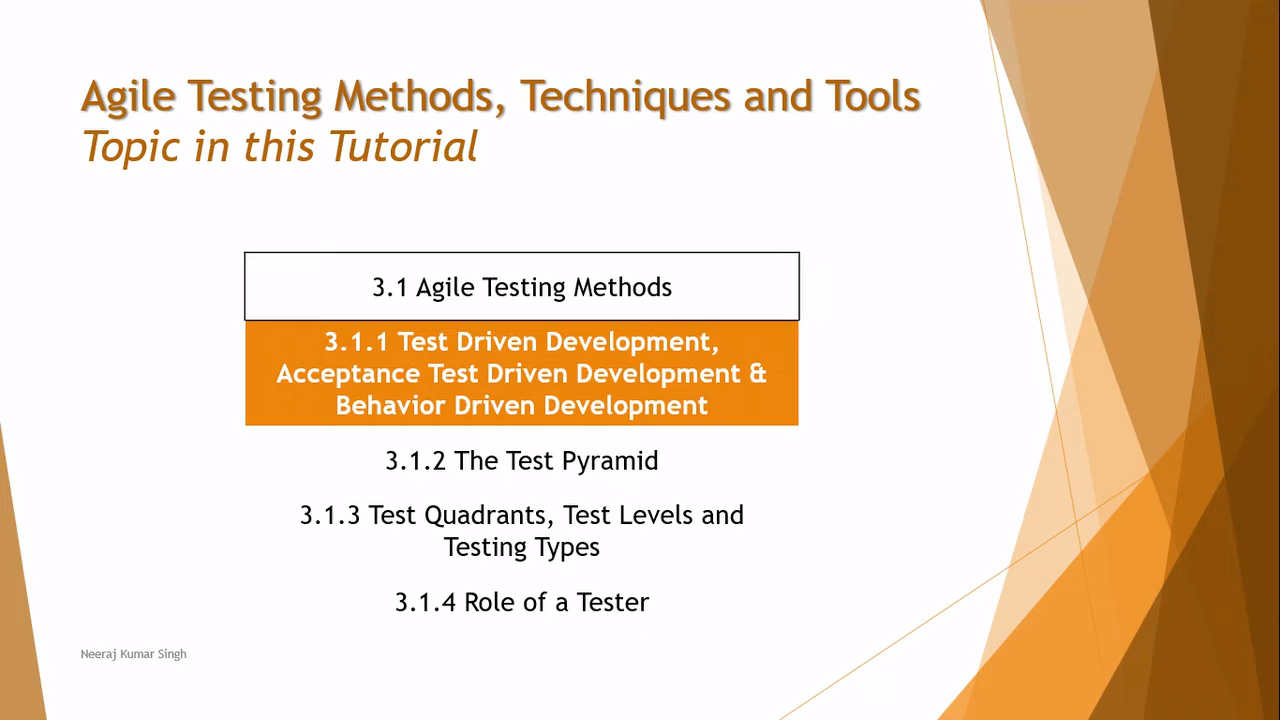 Agile Testing Methods, Techniques and Tools
Topic in this Tutorial
3.1 Agile Testing Methods
3.1.1 Test Driven Development,
Acceptance Test Driven Development &
Behavior Driven Development
3.1.2 The Test Pyramid
3.1.3 Test Quadrants, Test Levels and
Testing Types
3.1.4 Role of a Tester
Neeraj Kumar Singh